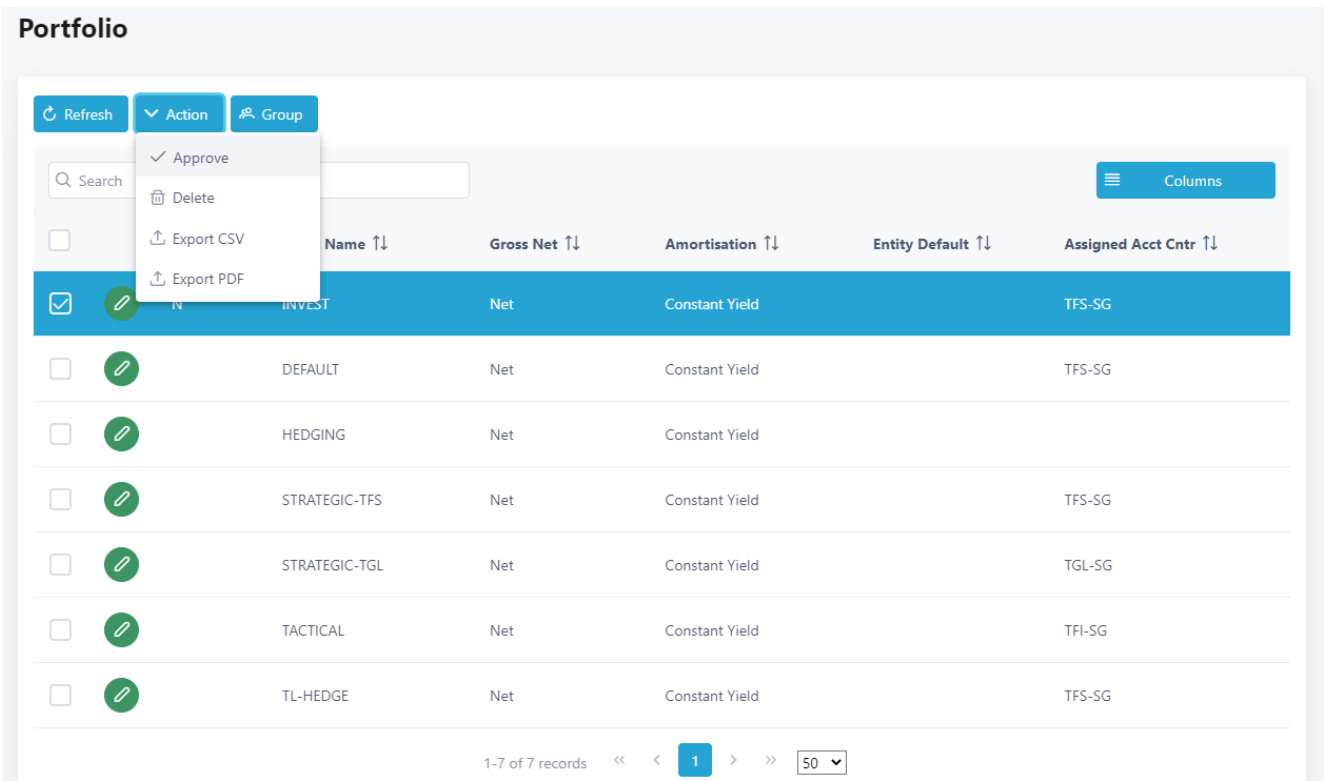 Portfolio
Refresh Action Group
Approve
Search Columns
Delete
Export CSV
Name Gross Net Amortisation Entity Default Assigned Acct Cntr
Export PDF
N INVEST Net Constant Yield TFS-SG
DEFAULT Net Constant Yield TFS-SG
HEDGING Net Constant Yield
STRATEGIC-TFS Net Constant Yield TFS-SG
STRATEGIC-TGL Net Constant Yield TGL-SG
TACTICAL Net Constant Yield TFI-SG
TL-HEDGE Net Constant Yield TFS-SG
1-7 of 7 records << < 1 > >> 50